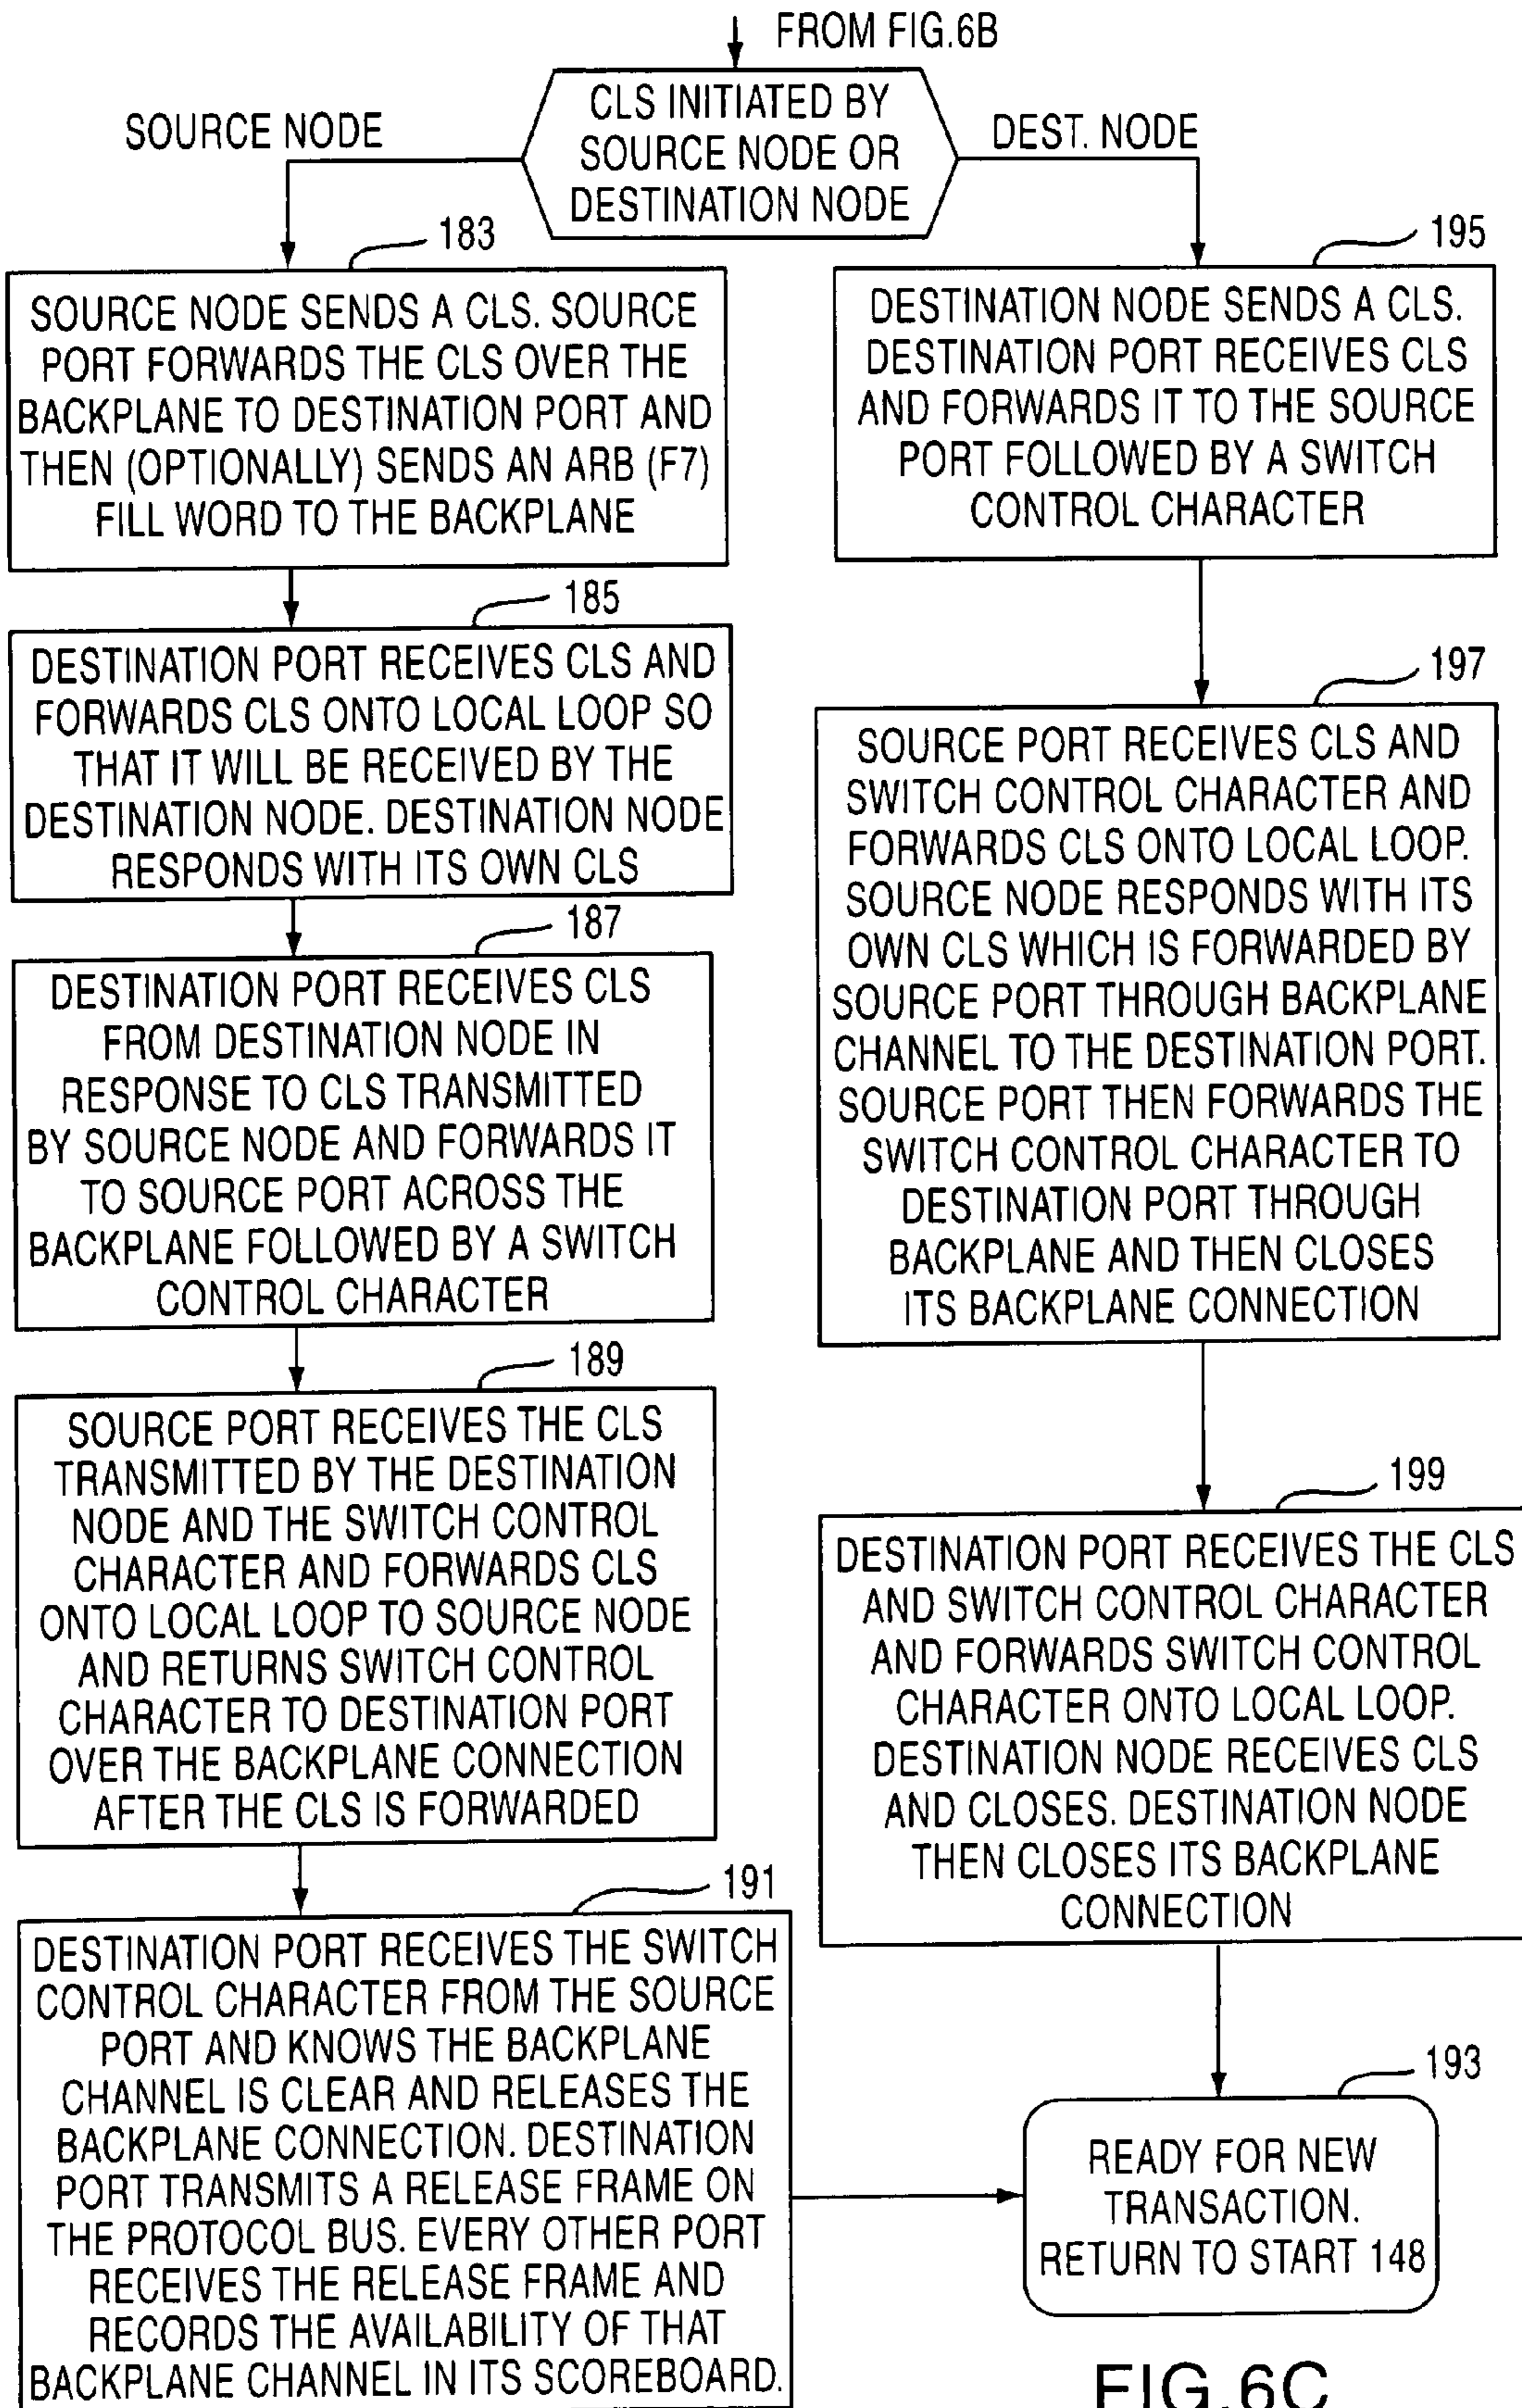 FROM FIG.6B
CLS INITIATED BY
SOURCE NODE OR
DESTINATION NODE
SOURCE NODE
DEST. NODE
183
SOURCE NODE SENDS A CLS. SOURCE
PORT FORWARDS THE CLS OVER THE
BACKPLANE TO DESTINATION PORT AND
THEN (OPTIONALLY) SENDS AN ARB (F7)
FILL WORD TO THE BACKPLANE
185
DESTINATION PORT RECEIVES CLS AND
FORWARDS CLS ONTO LOCAL LOOP SO
THAT IT WILL BE RECEIVED BY THE
DESTINATION NODE. DESTINATION NODE
RESPONDS WITH ITS OWN CLS
187
DESTINATION PORT RECEIVES CLS
FROM DESTINATION NODE IN
RESPONSE TO CLS TRANSMITTED
BY SOURCE NODE AND FORWARDS IT
TO SOURCE PORT ACROSS THE
BACKPLANE FOLLOWED BY A SWITCH
CONTROL CHARACTER
189
SOURCE PORT RECEIVES THE CLS
TRANSMITTED BY THE DESTINATION
NODE AND THE SWITCH CONTROL
CHARACTER AND FORWARDS CLS
ONTO LOCAL LOOP TO SOURCE NODE
AND RETURNS SWITCH CONTROL
CHARACTER TO DESTINATION PORT
OVER THE BACKPLANE CONNECTION
AFTER THE CLS IS FORWARDED
191
DESTINATION PORT RECEIVES THE SWITCH
CONTROL CHARACTER FROM THE SOURCE
PORT AND KNOWS THE BACKPLANE
CHANNEL IS CLEAR AND RELEASES THE
BACKPLANE CONNECTION. DESTINATION
PORT TRANSMITS A RELEASE FRAME ON
THE PROTOCOL BUS. EVERY OTHER PORT
RECEIVES THE RELEASE FRAME AND
RECORDS THE AVAILABILITY OF THAT
BACKPLANE CHANNEL IN ITS SCOREBOARD.
195
DESTINATION NODE SENDS A CLS.
DESTINATION PORT RECEIVES CLS
AND FORWARDS IT TO THE SOURCE
PORT FOLLOWED BY A SWITCH
CONTROL CHARACTER
197
SOURCE PORT RECEIVES CLS AND
SWITCH CONTROL CHARACTER AND
FORWARDS CLS ONTO LOCAL LOOP.
SOURCE NODE RESPONDS WITH ITS
OWN CLS WHICH IS FORWARDED BY
SOURCE PORT THROUGH BACKPLANE
CHANNEL TO THE DESTINATION PORT.
SOURCE PORT THEN FORWARDS THE
SWITCH CONTROL CHARACTER TO
DESTINATION PORT THROUGH
BACKPLANE AND THEN CLOSES
ITS BACKPLANE CONNECTION
199
DESTINATION PORT RECEIVES THE CLS
AND SWITCH CONTROL CHARACTER
AND FORWARDS SWITCH CONTROL
CHARACTER ONTO LOCAL LOOP.
DESTINATION NODE RECEIVES CLS
AND CLOSES. DESTINATION NODE
THEN CLOSES ITS BACKPLANE
CONNECTION
193
READY FOR NEW
TRANSACTION.
RETURN TO START 148
FIG.6C